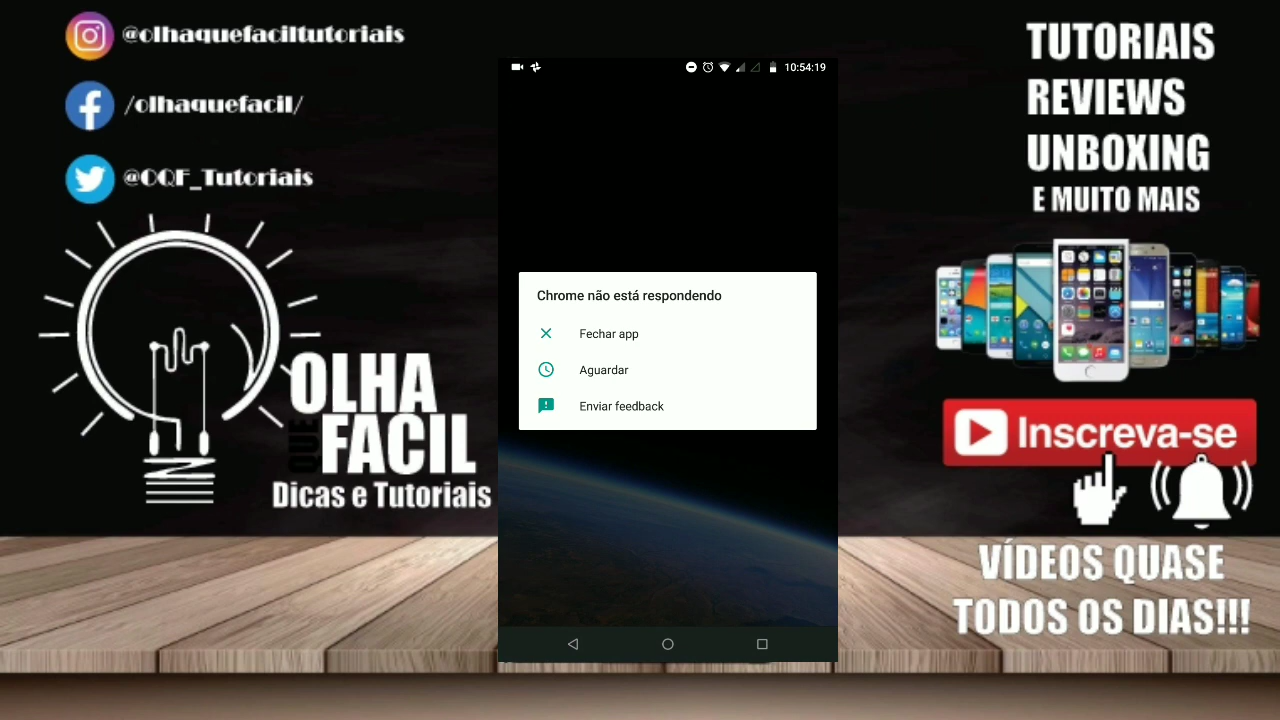 @olhaquefaciltutoriais
/olhaquefacil/
@OQF_Tutoriais
OLHA
QUE
FACIL
Dicas e Tutoriais
10:54:19
Chrome não está respondendo
Fechar app
Aguardar
Enviar feedback
TUTORIAIS
REVIEWS
UNBOXING
E MUITO MAIS
Inscreva-se
VÍDEOS QUASE
TODOS OS DIAS!!!